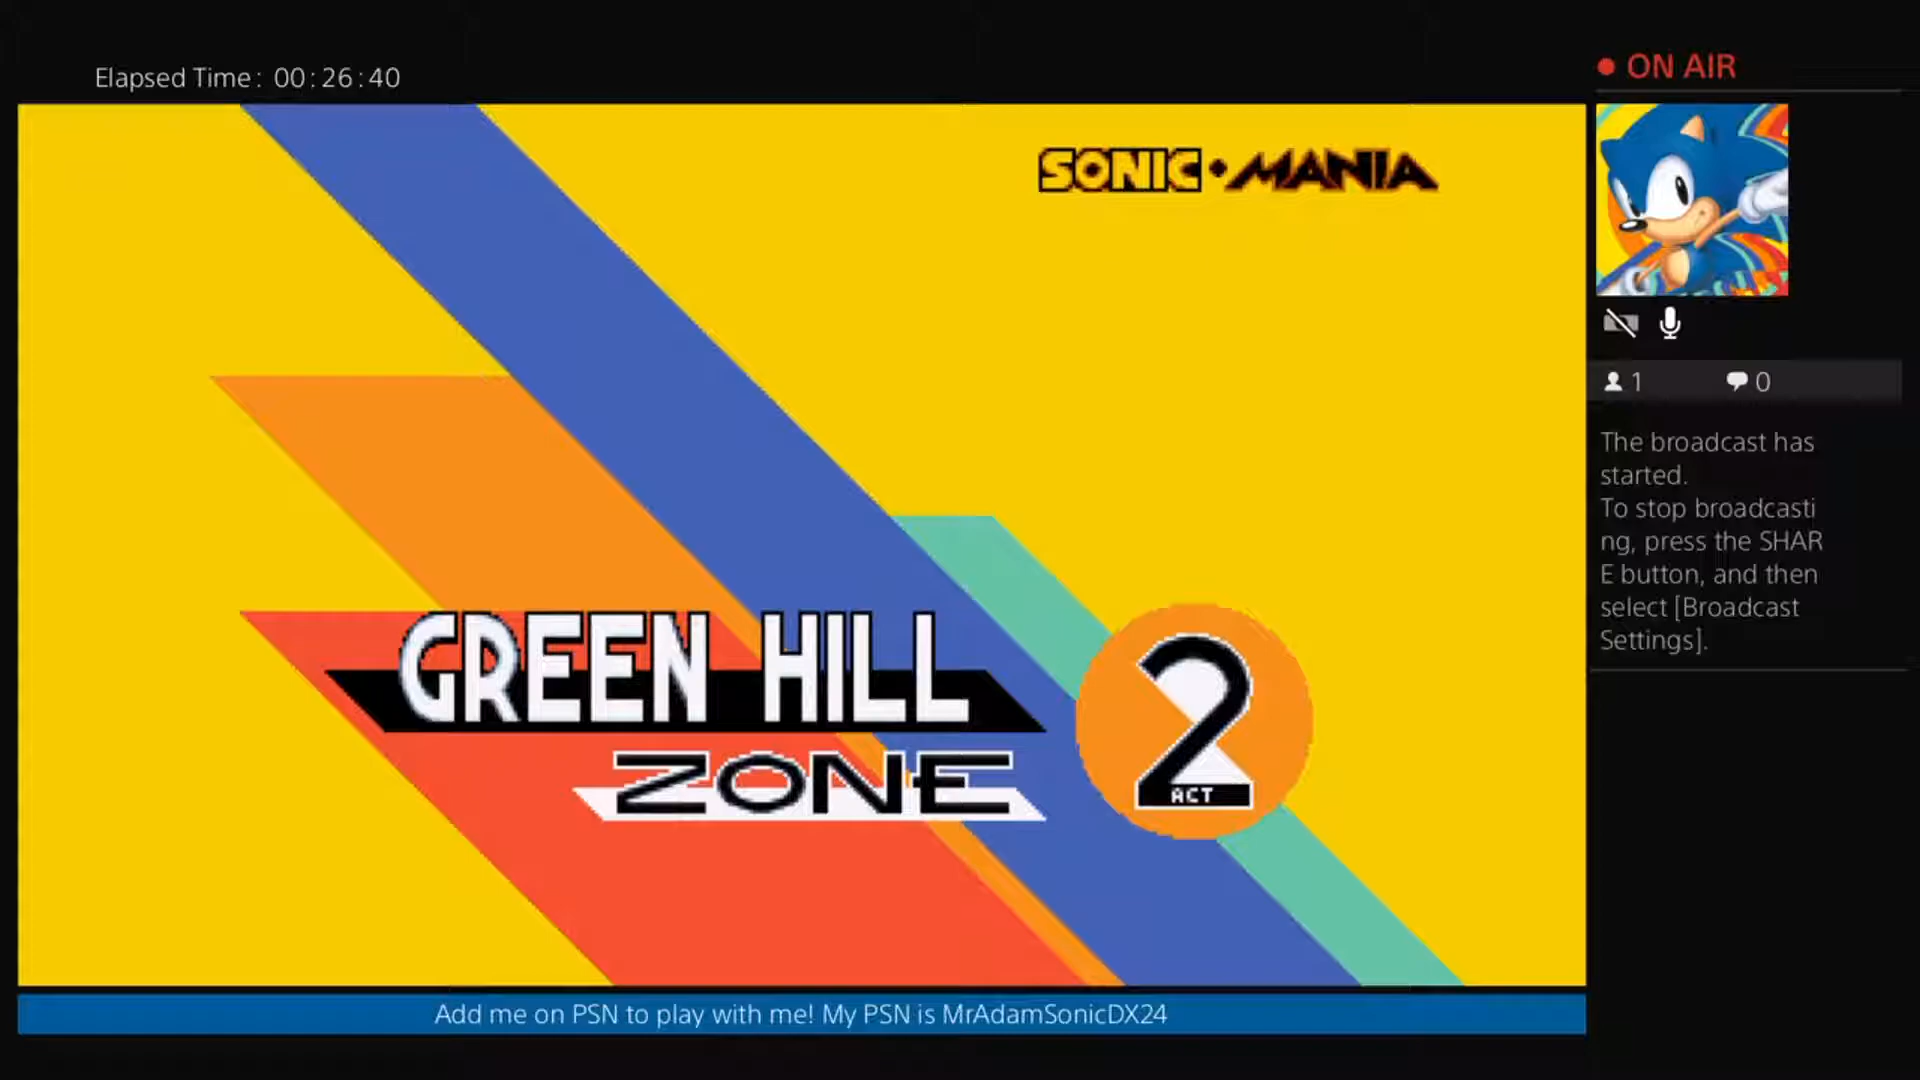 Elapsed Time: 00:26:40
ON AIR
SONIC MANIA
1 0
The broadcast has
started.
To stop broadcasti
ng, press the SHAR
E button, and then
select [Broadcast
Settings].
GREEN HILL
ZONE
2
ACT
Add me on PSN to play with me! My PSN is MrAdamSonicDX24